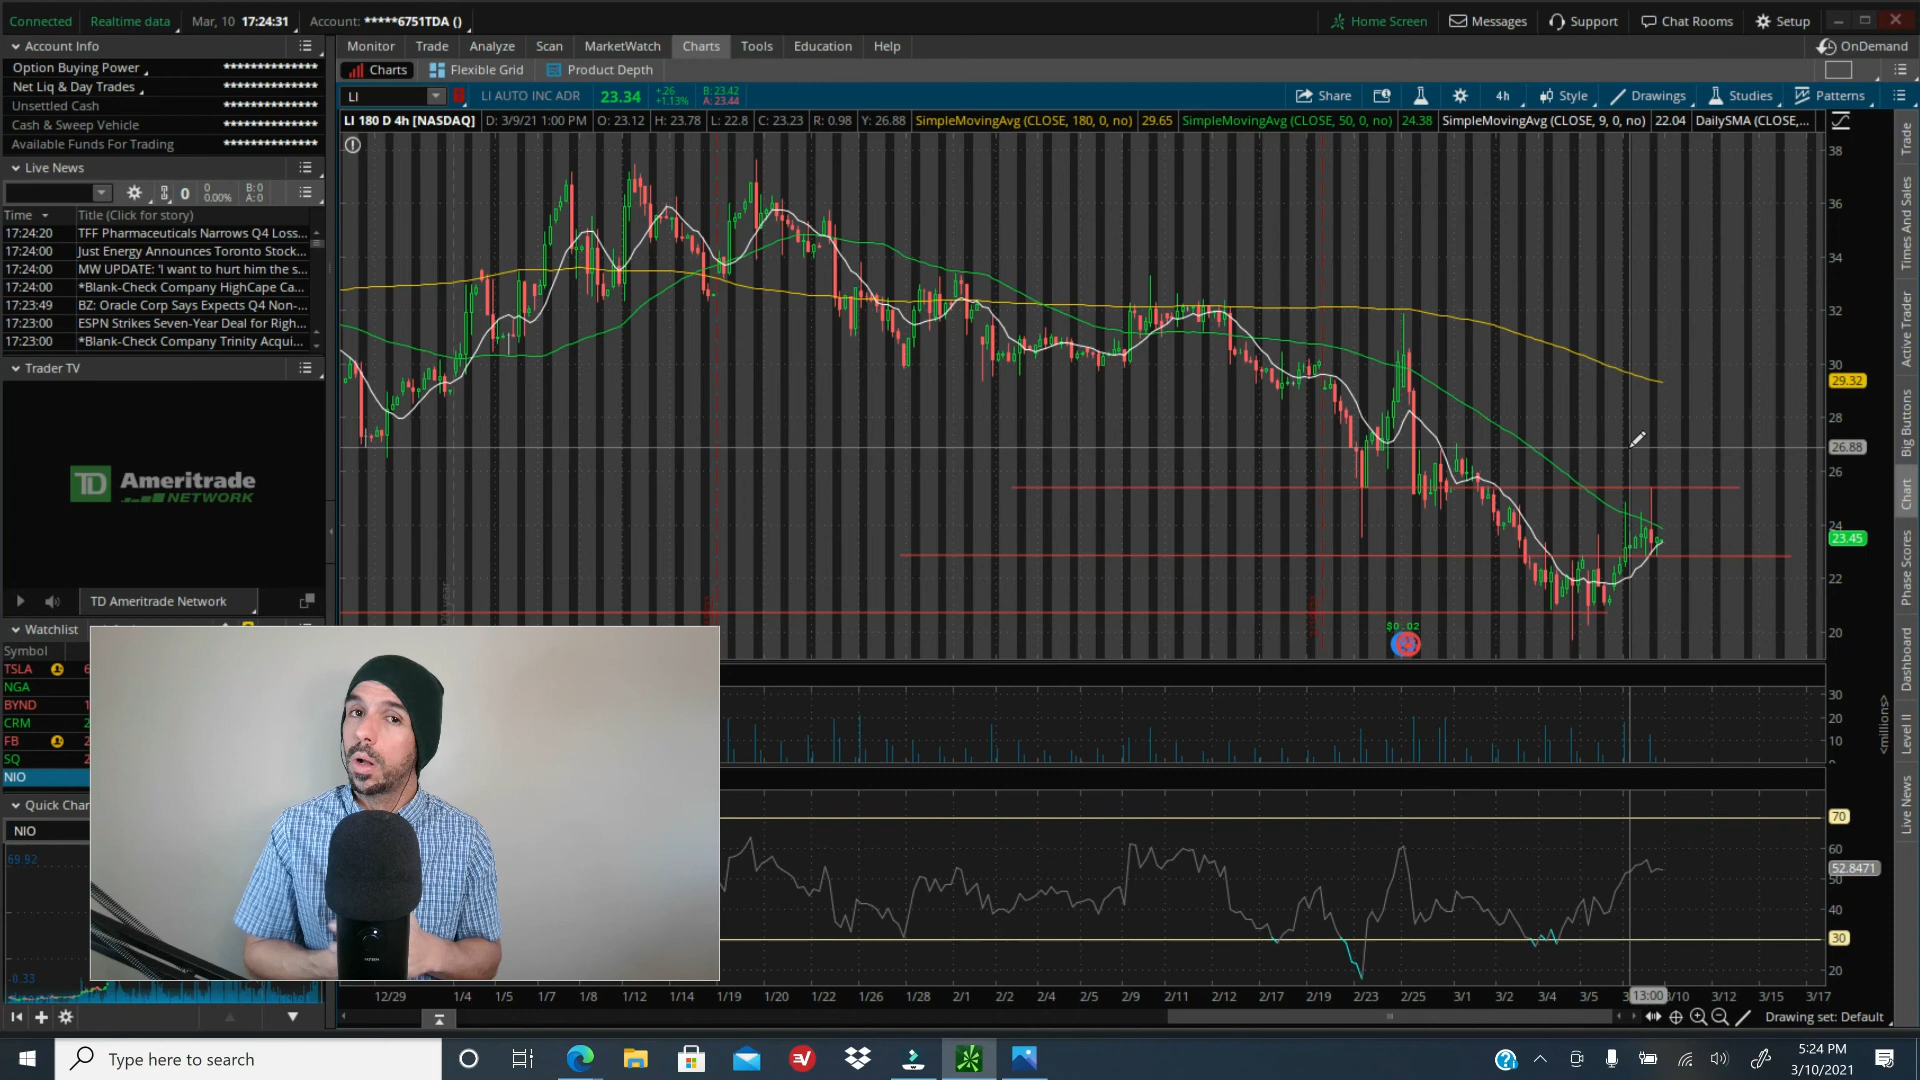 Connected Realtime data Mar, 10 17:24:31 Account: *****6751TDA () Home Screen Messages Support Chat Rooms Setup
Account Info Monitor Trade Analyze Scan MarketWatch Charts Tools Education Help OnDemand
Option Buying Power **************
Net Liq & Day Trades **************
Unsettled Cash **************
Cash & Sweep Vehicle **************
Available Funds For Trading **************
Charts Flexible Grid Product Depth
LI LI AUTO INC ADR 23.34 +.26 +1.13% B: 23.42 A: 23.44 Share 4h Style Drawings Studies Patterns
LI 180 D 4h [NASDAQ] D: 3/9/21 1:00 PM O: 23.12 H: 23.78 L: 22.8 C: 23.23 R: 0.98 Y: 26.88 SimpleMovingAvg (CLOSE, 180, 0, no) 29.65 SimpleMovingAvg (CLOSE, 50, 0, no) 24.38 SimpleMovingAvg (CLOSE, 9, 0, no) 22.04 DailySMA (CLOSE,...
Live News
0 0 0.00% B: 0 A: 0
Time Title (Click for story)
17:24:20 TFF Pharmaceuticals Narrows Q4 Loss...
17:24:00 Just Energy Announces Toronto Stock...
17:24:00 MW UPDATE: 'I want to hurt him the s...
17:24:00 *Blank-Check Company HighCape Ca...
17:23:49 BZ: Oracle Corp Says Expects Q4 Non-...
17:23:00 ESPN Strikes Seven-Year Deal for Righ...
17:23:00 *Blank-Check Company Trinity Acqui...
Trader TV
TD Ameritrade
NETWORK
TD Ameritrade Network
Watchlist
Symbol
TSLA 6
NGA
BYND 1
CRM 2
FB 2
SQ 2
NIO
Quick Char
NIO
69.92
-0.33
38
36
34
32
30
29.32
28
26.88
26
24
23.45
22
20
$0.02
30
20
10
<millions>
70
60
52.8471
50
40
30
20
12/29 1/4 1/5 1/7 1/8 1/12 1/14 1/19 1/20 1/22 1/26 1/28 2/1 2/2 2/4 2/5 2/9 2/11 2/12 2/17 2/19 2/23 2/25 3/1 3/2 3/4 3/5 13:00 3/10 3/12 3/15 3/17
Drawing set: Default
Trade
Times And Sales
Active Trader
Big Buttons
Chart
Phase Scores
Dashboard
Level II
Live News
Type here to search
5:24 PM
3/10/2021